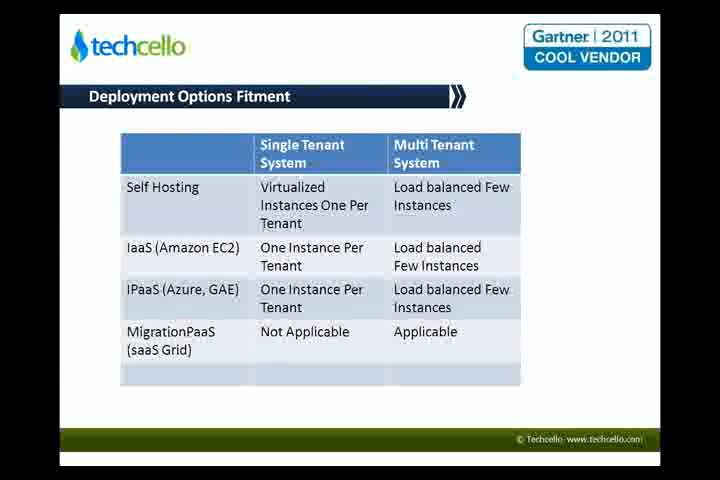 techcello
Gartner | 2011
COOL VENDOR
Deployment Options Fitment
Single Tenant
System
Multi Tenant
System
Self Hosting
Virtualized
Instances One Per
Tenant
Load balanced Few
Instances
IaaS (Amazon EC2)
One Instance Per
Tenant
Load balanced
Few Instances
IPaaS (Azure, GAE)
One Instance Per
Tenant
Load balanced Few
Instances
MigrationPaaS
(saaS Grid)
Not Applicable
Applicable
© Techcello- www.techcello.com